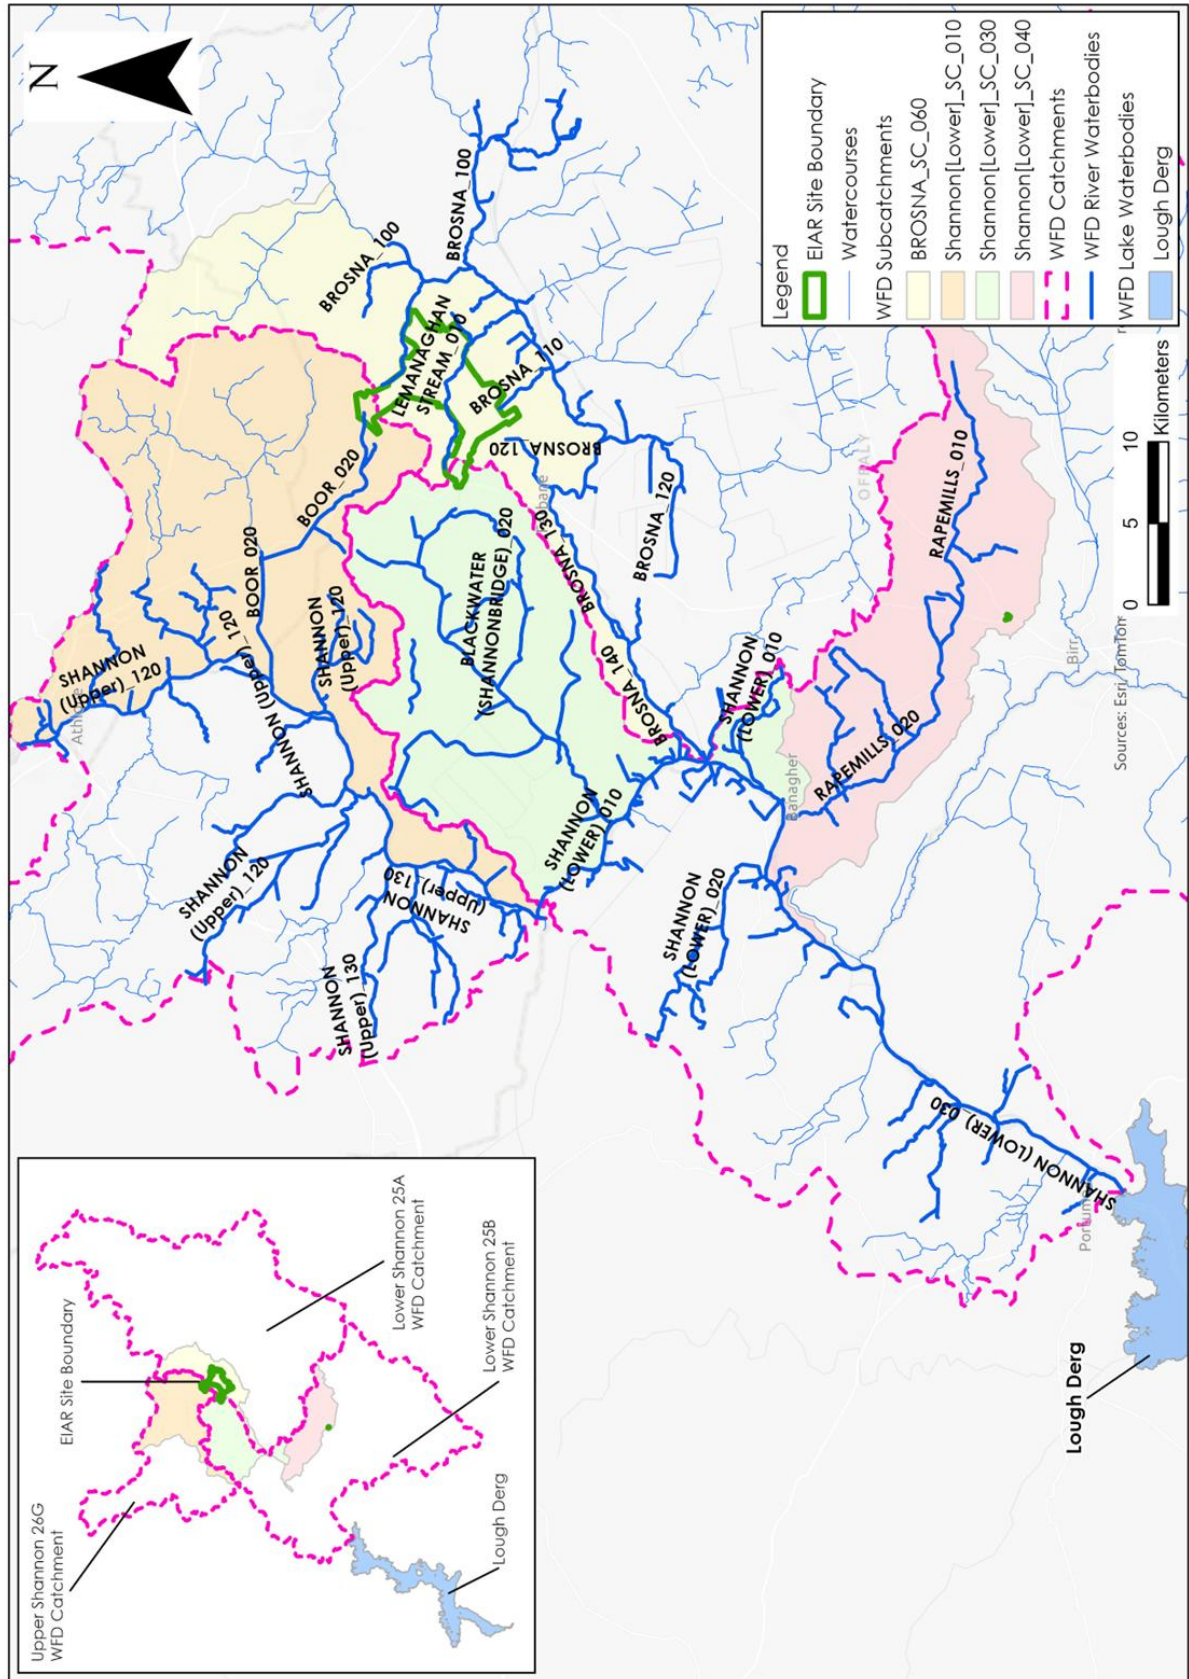 N
Upper Shannon 26G
WFD Catchment
EIAR Site Boundary
Lower Shannon 25A
WFD Catchment
Lower Shannon 25B
WFD Catchment
Lough Derg
SHANNON
(Upper)_120
Athlone
SHANNON (Upper)_120
BOOR 020
BOOR_020
SHANNON
(Upper)_120
SHANNON
(Upper)_120
SHANNON
(Upper)_130
SHANNON
(Upper)_130
BROSNA_100
BROSNA_100
LEMANAGHAN
STREAM_010
BROSNA_110
BROSNA_120
BROSNA_120
BROSNA_130
BROSNA_140
BLACKWATER
(SHANNONBRIDGE)_020
SHANNON
(LOWER)_010
SHANNON
(LOWER)_010
SHANNON
(LOWER)_020
Banagher
OFFALY
RAPEMILLS_010
RAPEMILLS_020
Birr
SHANNON (LOWER)_030
Lough Derg
Legend
EIAR Site Boundary
Watercourses
WFD Subcatchments
BROSNA_SC_060
Shannon[Lower]_SC_010
Shannon[Lower]_SC_030
Shannon[Lower]_SC_040
WFD Catchments
WFD River Waterbodies
WFD Lake Waterbodies
Lough Derg
0 5 10
Kilometers
Sources: Esri, TomTom